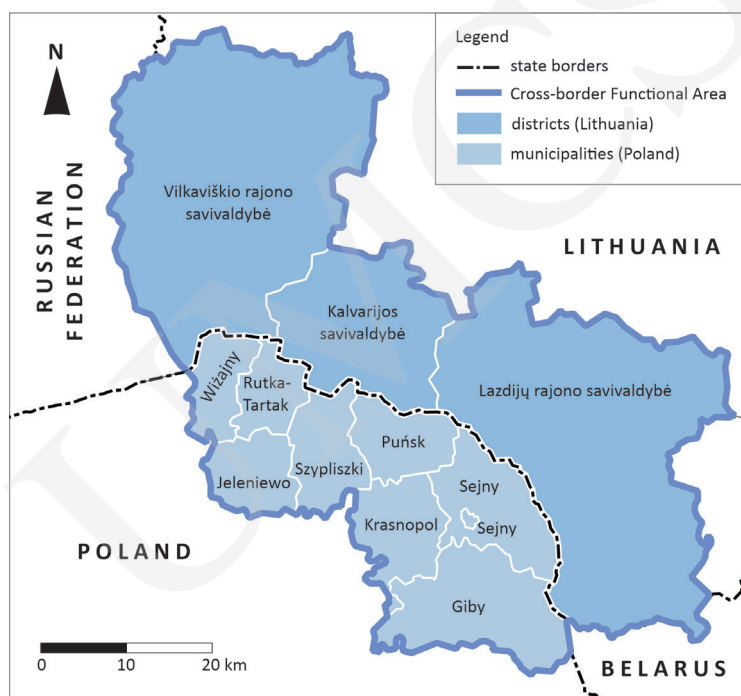 Legend
state borders
Cross-border Functional Area
districts (Lithuania)
municipalities (Poland)
N
RUSSIAN
FEDERATION
Vilkaviškio rajono
savivaldybė
LITHUANIA
Kalvarijos
savivaldybė
Lazdijų rajono savivaldybė
Wiżajny
Rutka-
Tartak
Puńsk
Szypliszki
Jeleniewo
Sejny
Krasnopol
Sejny
POLAND
Giby
0 10 20 km
BELARUS
UMCS